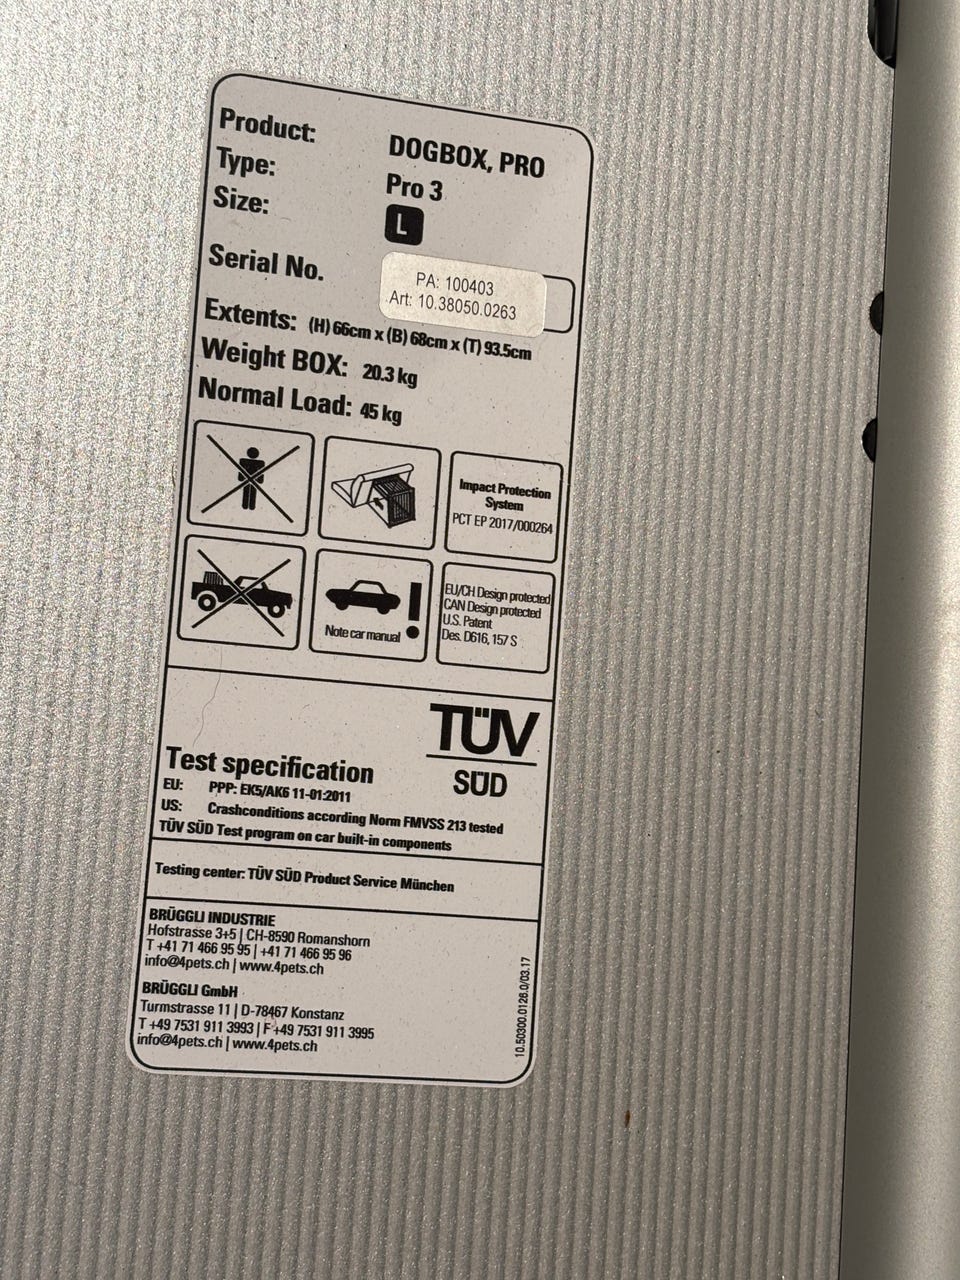 Product: DOGBOX, PRO
Type: Pro 3
Size: L
Serial No.
PA: 100403
Art: 10.38050.0263
Extents: (H) 66cm x (B) 68cm x (T) 93.5cm
Weight BOX: 20.3 kg
Normal Load: 45 kg
Impact Protection
System
PCT EP 2017/000264
Note car manual !
EU/CH Design protected
CAN Design protected
U.S. Patent
Des. D616, 157 S
TÜV
SÜD
Test specification
EU: PPP: EK5/AK6 11-01:2011
US: Crashconditions according Norm FMVSS 213 tested
TÜV SÜD Test program on car built-in components
Testing center: TÜV SÜD Product Service München
BRÜGGLI INDUSTRIE
Hofstrasse 3+5 | CH-8590 Romanshorn
T +41 71 466 95 95 | +41 71 466 95 96
info@4pets.ch | www.4pets.ch
BRÜGGLI GmbH
Turmstrasse 11 | D-78467 Konstanz
T +49 7531 911 3993 | F +49 7531 911 3995
info@4pets.ch | www.4pets.ch
10.50300.0126.0/03.17